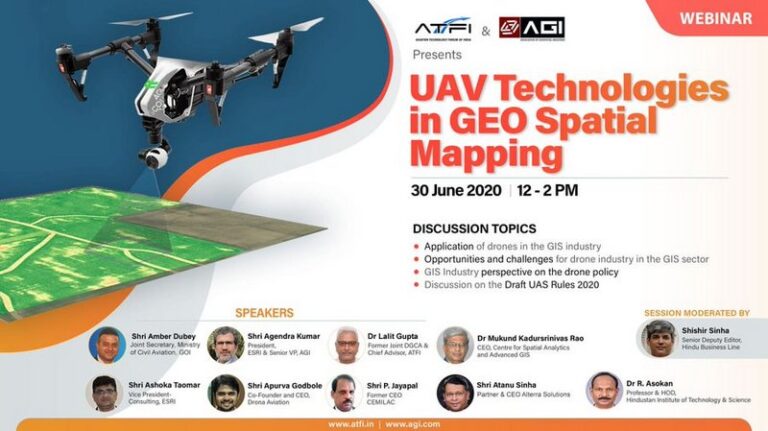 WEBINAR
ATFI & AGI
AVIATION TECHNOLOGY FORUM OF INDIA
Presents
UAV Technologies
in GEO Spatial
Mapping
30 June 2020 | 12 - 2 PM
DISCUSSION TOPICS
• Application of drones in the GIS industry
• Opportunities and challenges for drone industry in the GIS sector
• GIS Industry perspective on the drone policy
• Discussion on the Draft UAS Rules 2020
SPEAKERS
Shri Amber Dubey
Joint Secretary, Ministry
of Civil Aviation, GOI
Shri Agendra Kumar
President,
ESRI & Senior VP, AGI
Dr Lalit Gupta
Former Joint DGCA &
Chief Advisor, ATFI
Dr Mukund Kadursrinivas Rao
CEO, Centre for Spatial Analytics
and Advanced GIS
SESSION MODERATED BY
Shishir Sinha
Senior Deputy Editor,
Hindu Business Line
Shri Ashoka Taomar
Vice President-
Consulting, ESRI
Shri Apurva Godbole
Co-Founder and CEO,
Drona Aviation
Shri P. Jayapal
Former CEO
CEMILAC
Shri Atanu Sinha
Partner & CEO Alterra Solutions
Dr R. Asokan
Professor & HOD,
Hindustan Institute of Technology & Science
www.atfi.in | www.agi.com